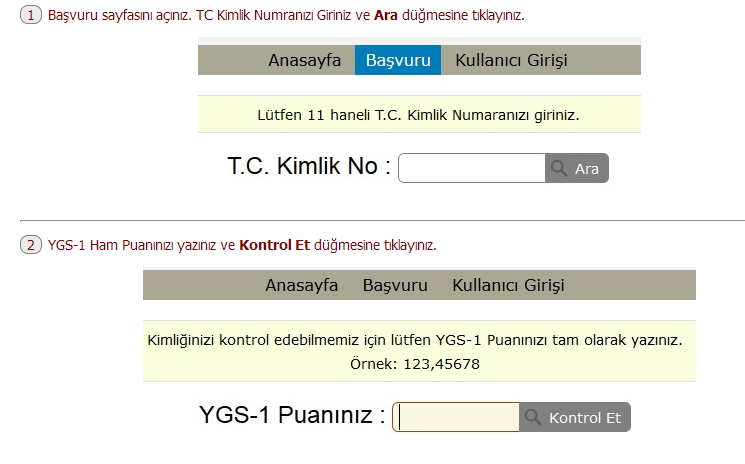 1 Başvuru sayfasını açınız. TC Kimlik Numranızı Giriniz ve Ara düğmesine tıklayınız.
Anasayfa Başvuru Kullanıcı Girişi
Lütfen 11 haneli T.C. Kimlik Numaranızı giriniz.
T.C. Kimlik No : Ara
2 YGS-1 Ham Puanınızı yazınız ve Kontrol Et düğmesine tıklayınız.
Anasayfa Başvuru Kullanıcı Girişi
Kimliğinizi kontrol edebilmemiz için lütfen YGS-1 Puanınızı tam olarak yazınız.
Örnek: 123,45678
YGS-1 Puanınız : Kontrol Et